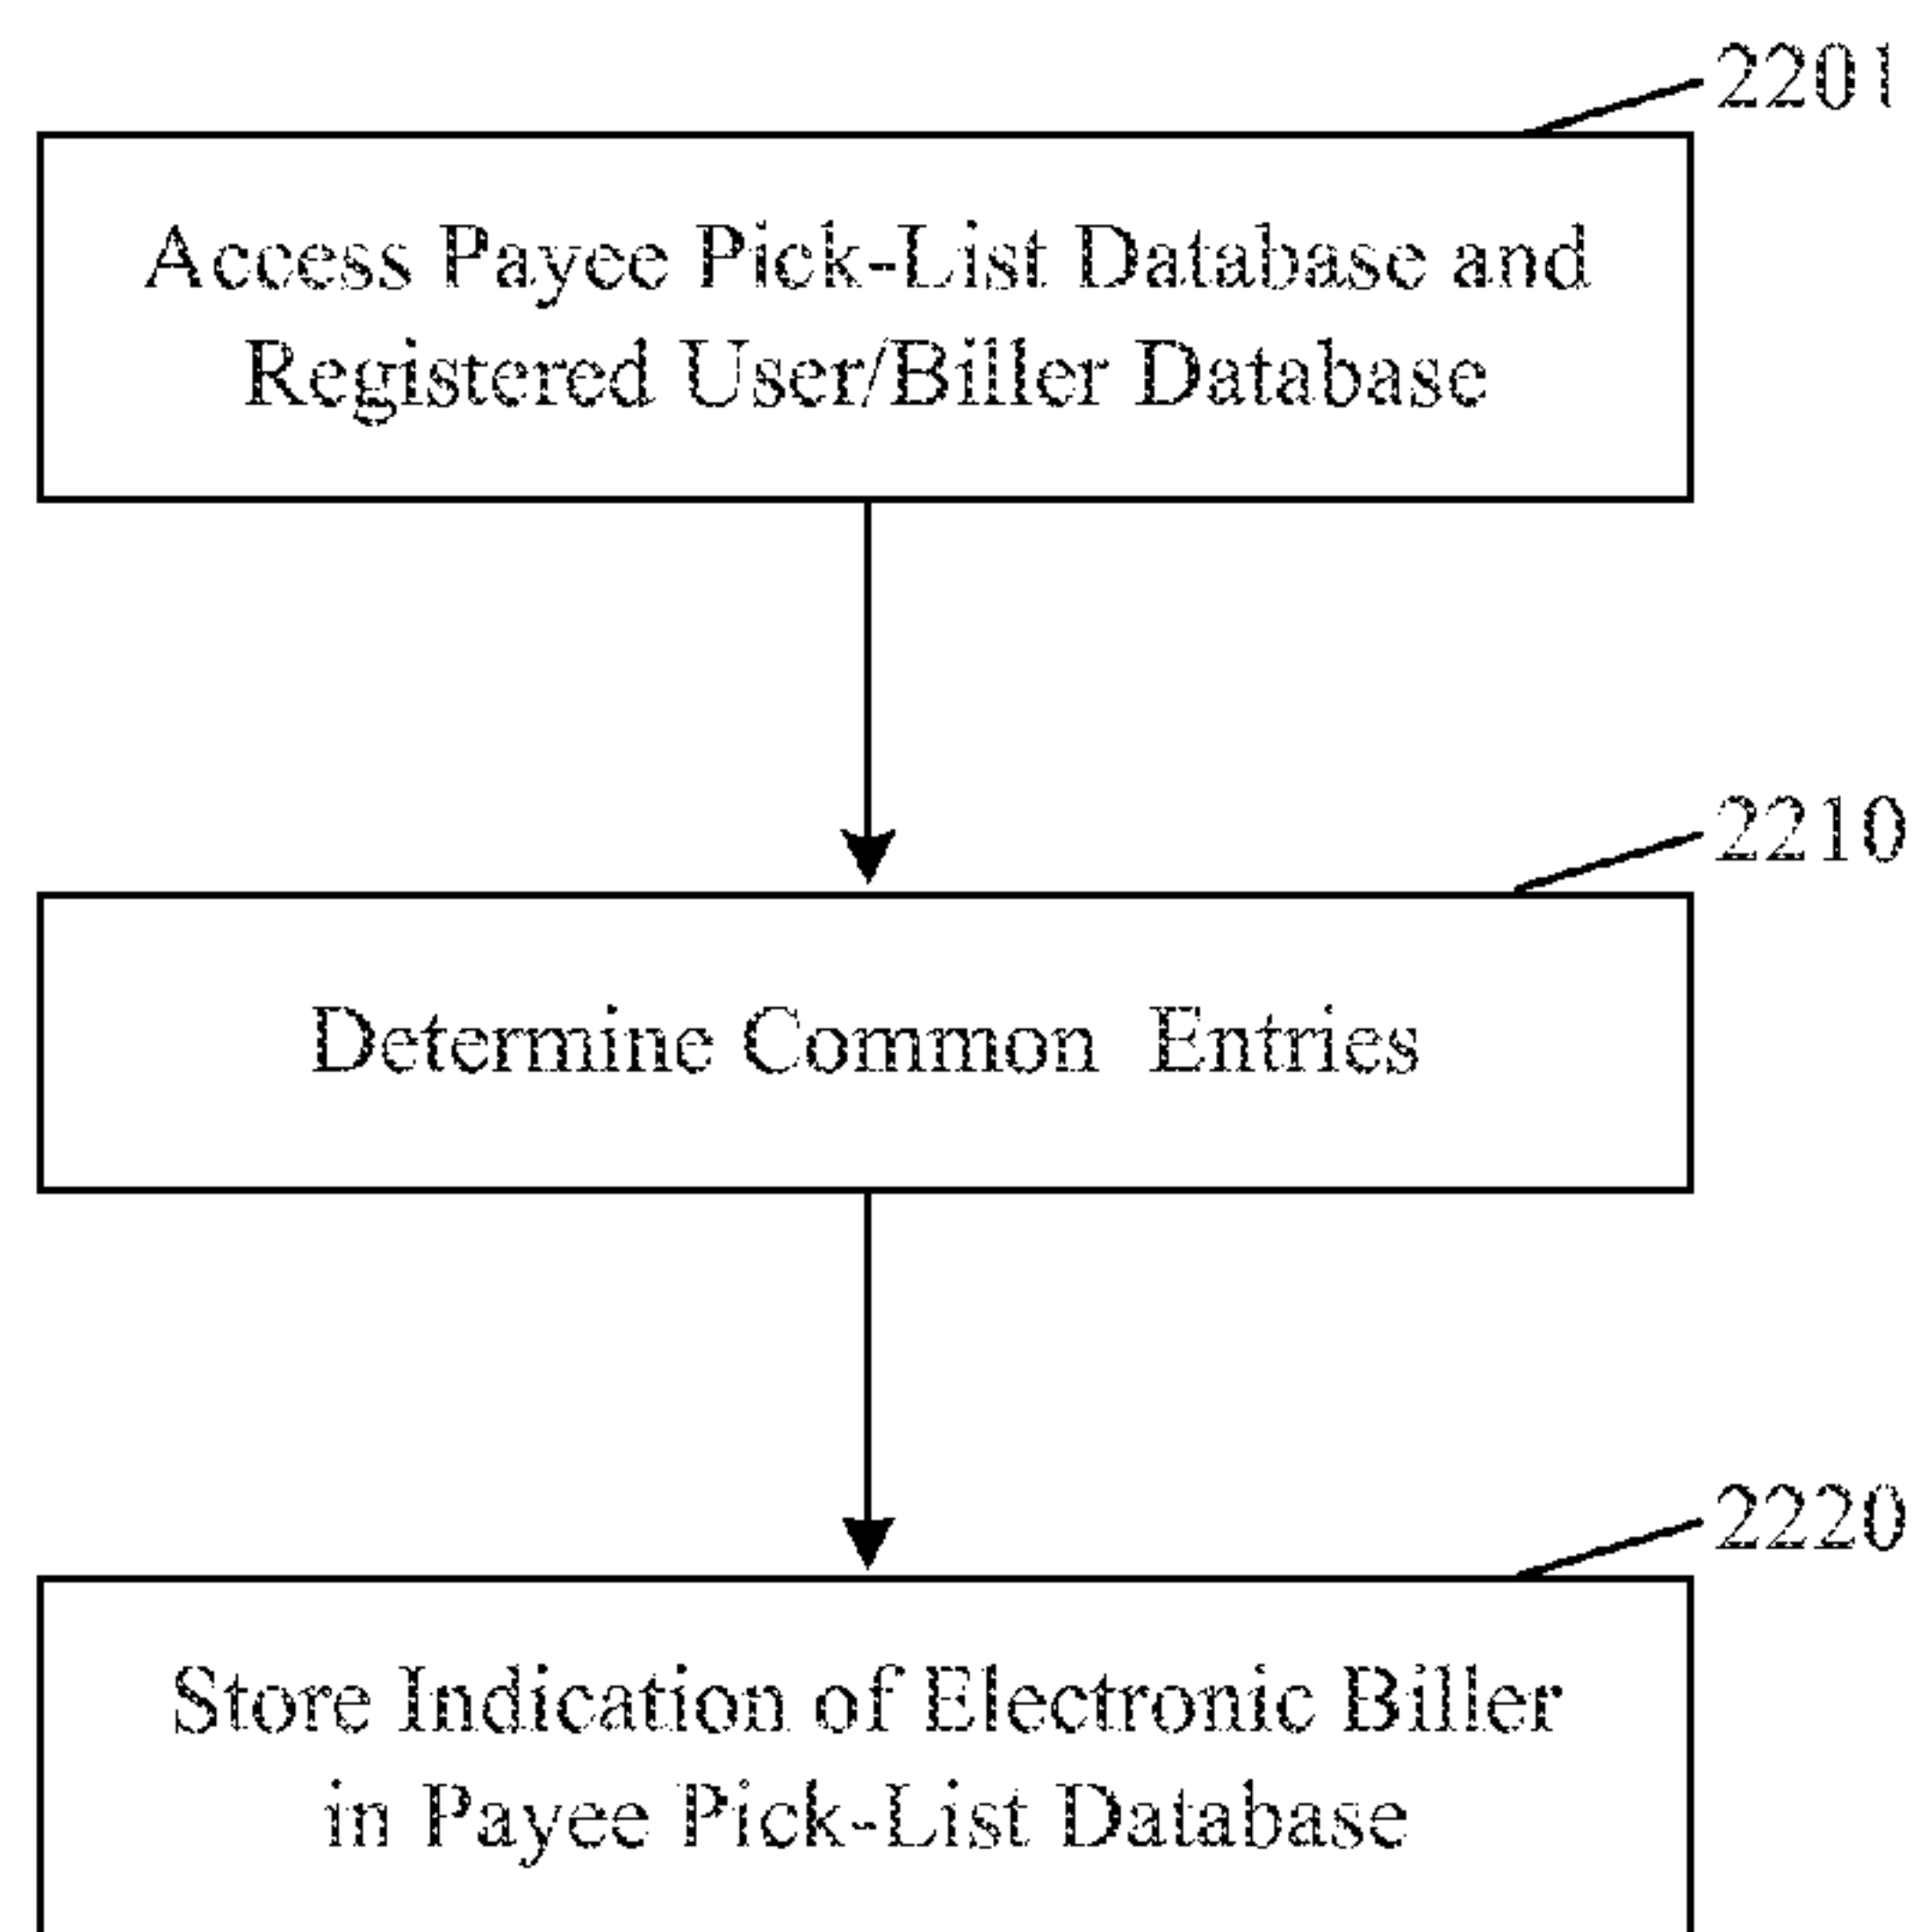 2201
Access Payee Pick-List Database and
Registered User/Biller Database
2210
Determine Common Entries
2220
Store Indication of Electronic Biller
in Payee Pick-List Database